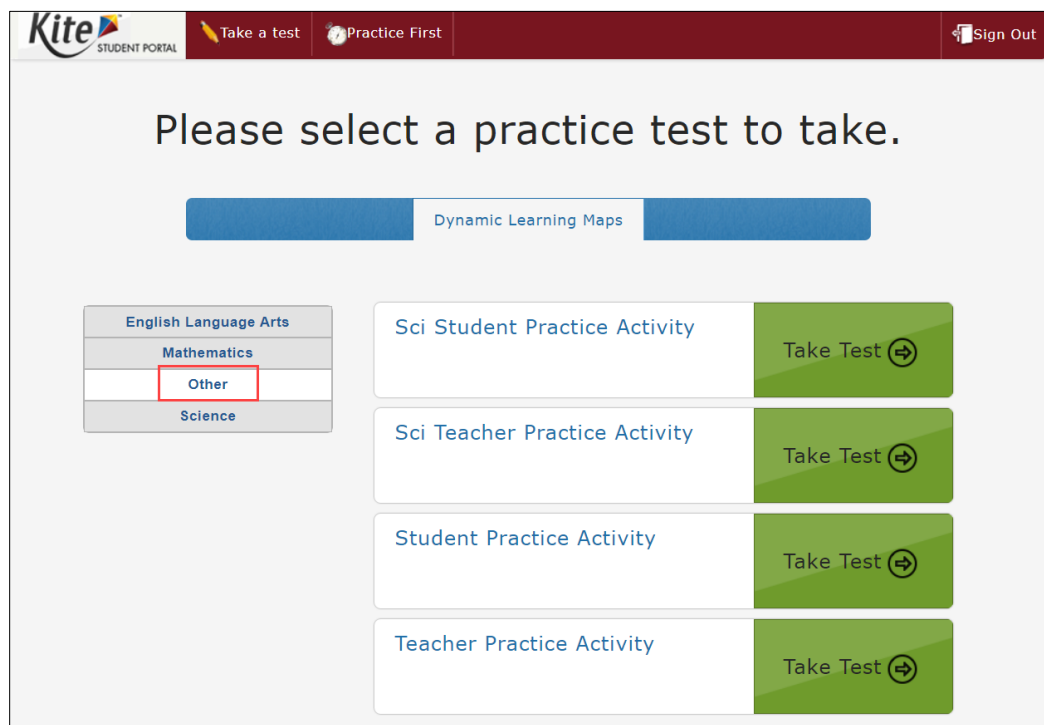 Kite STUDENT PORTAL Take a test Practice First Sign Out
Please select a practice test to take.
Dynamic Learning Maps
English Language Arts
Mathematics
Other
Science
Sci Student Practice Activity
Take Test
Sci Teacher Practice Activity
Take Test
Student Practice Activity
Take Test
Teacher Practice Activity
Take Test